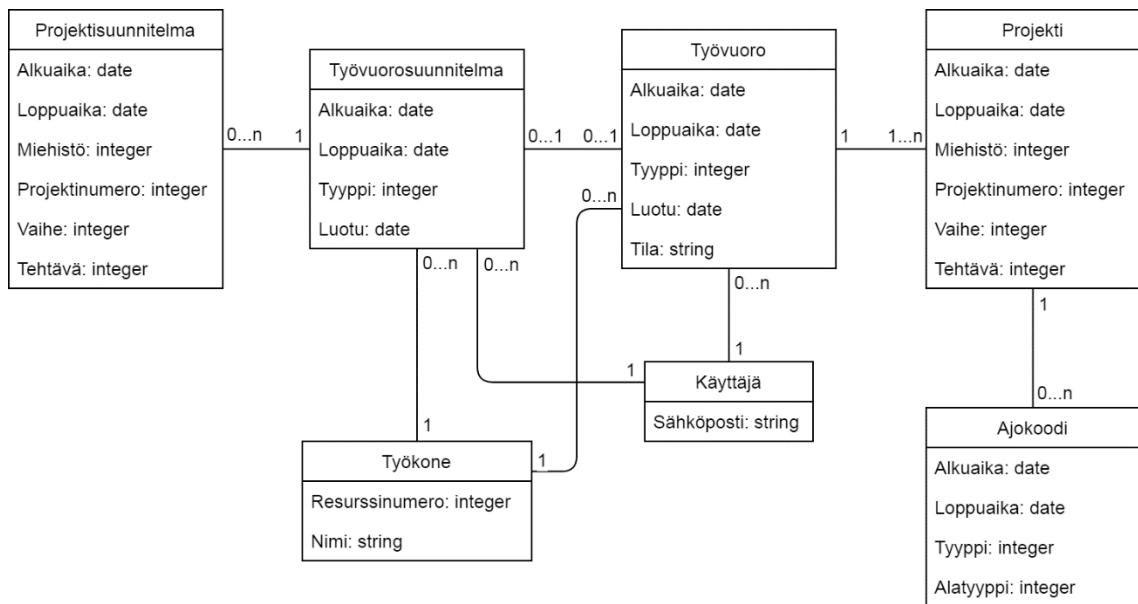 Projektisuunnitelma
Alkuaika: date
Loppuaika: date
Miehistö: integer
Projektinumero: integer
Vaihe: integer
Tehtävä: integer
0...n
1
Työvuorosuunnitelma
Alkuaika: date
Loppuaika: date
Tyyppi: integer
Luotu: date
0...1
0...1
0...n
0...n
0...n
Työvuoro
Alkuaika: date
Loppuaika: date
Tyyppi: integer
Luotu: date
Tila: string
1
1...n
0...n
1
Projekti
Alkuaika: date
Loppuaika: date
Miehistö: integer
Projektinumero: integer
Vaihe: integer
Tehtävä: integer
1
0...n
1
Käyttäjä
Sähköposti: string
1
Työkone
1
Resurssinumero: integer
Nimi: string
Ajokoodi
Alkuaika: date
Loppuaika: date
Tyyppi: integer
Alatyyppi: integer